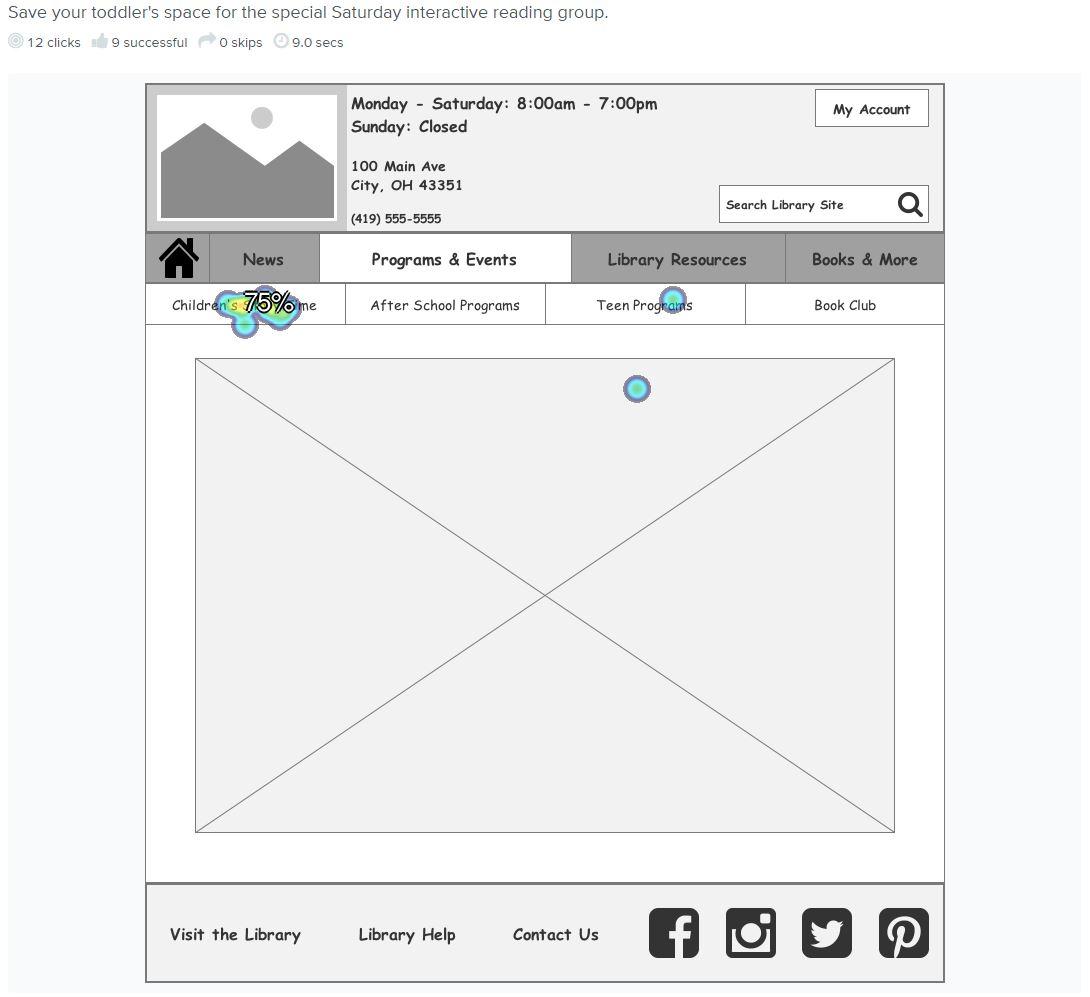 Save your toddler's space for the special Saturday interactive reading group.
12 clicks 9 successful 0 skips 9.0 secs
Monday - Saturday: 8:00am - 7:00pm
Sunday: Closed
My Account
100 Main Ave
City, OH 43351
(419) 555-5555
Search Library Site
News Programs & Events Library Resources Books & More
Children's 75% After School Programs Teen Programs Book Club
Visit the Library Library Help Contact Us